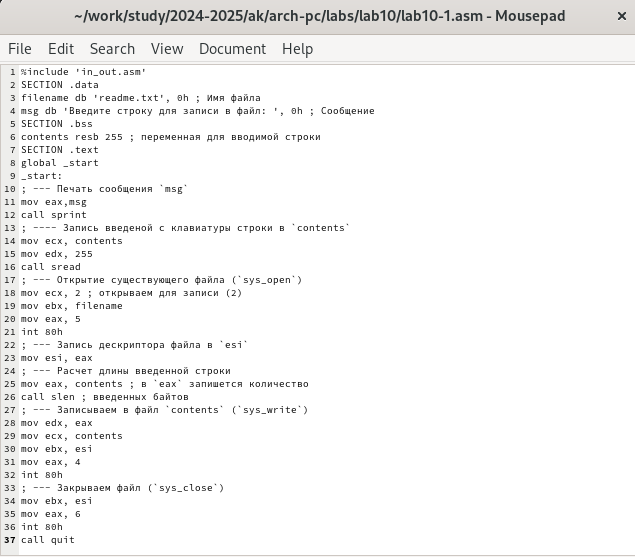 ~/work/study/2024-2025/ak/arch-pc/labs/lab10/lab10-1.asm - Mousepad
File Edit Search View Document Help
1 %include 'in_out.asm'
2 SECTION .data
3 filename db 'readme.txt', 0h ; Имя файла
4 msg db 'Введите строку для записи в файл: ', 0h ; Сообщение
5 SECTION .bss
6 contents resb 255 ; переменная для вводимой строки
7 SECTION .text
8 global _start
9 _start:
10 ; --- Печать сообщения `msg`
11 mov eax,msg
12 call sprint
13 ; ---- Запись введеной с клавиатуры строки в `contents`
14 mov ecx, contents
15 mov edx, 255
16 call sread
17 ; --- Открытие существующего файла (`sys_open`)
18 mov ecx, 2 ; открываем для записи (2)
19 mov ebx, filename
20 mov eax, 5
21 int 80h
22 ; --- Запись дескриптора файла в `esi`
23 mov esi, eax
24 ; --- Расчет длины введенной строки
25 mov eax, contents ; в `eax` запишется количество
26 call slen ; введенных байтов
27 ; --- Записываем в файл `contents` (`sys_write`)
28 mov edx, eax
29 mov ecx, contents
30 mov ebx, esi
31 mov eax, 4
32 int 80h
33 ; --- Закрываем файл (`sys_close`)
34 mov ebx, esi
35 mov eax, 6
36 int 80h
37 call quit